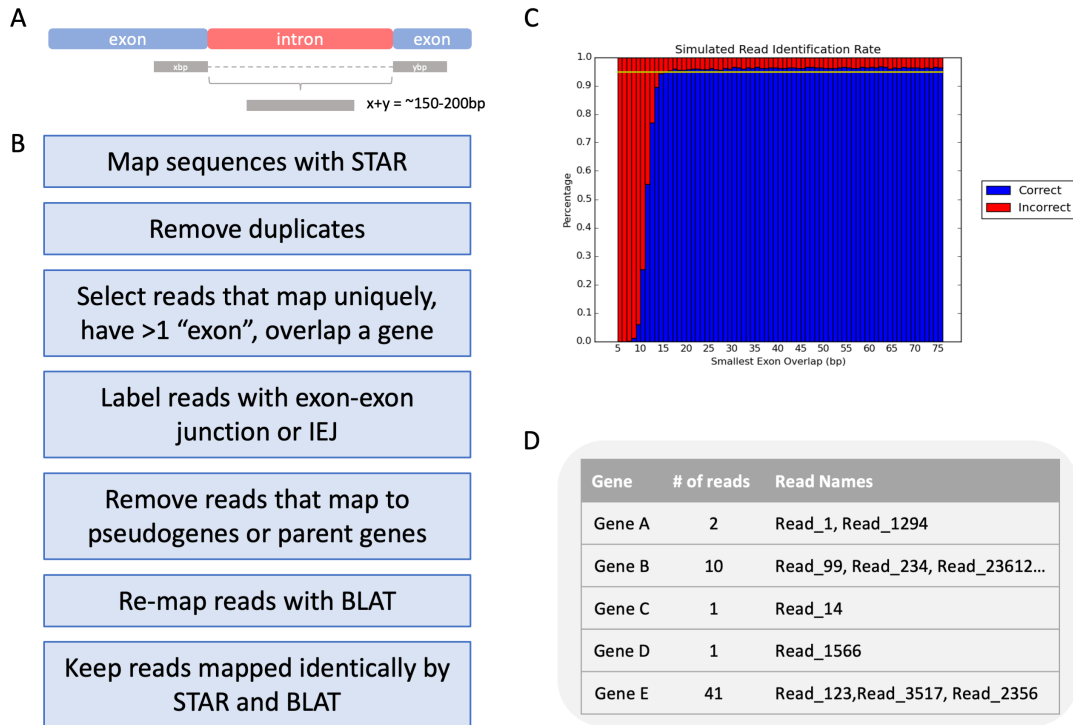 A
exon intron exon
xbp ybp
x+y = ~150-200bp
B
Map sequences with STAR
Remove duplicates
Select reads that map uniquely,
have >1 “exon”, overlap a gene
Label reads with exon-exon
junction or IEJ
Remove reads that map to
pseudogenes or parent genes
Re-map reads with BLAT
Keep reads mapped identically by
STAR and BLAT
C
Simulated Read Identification Rate
1.0
0.9
0.8
0.7
0.6
0.5
0.4
0.3
0.2
0.1
0.0
Percentage
5 10 15 20 25 30 35 40 45 50 55 60 65 70 75
Smallest Exon Overlap (bp)
Correct
Incorrect
D
Gene # of reads Read Names
Gene A 2 Read_1, Read_1294
Gene B 10 Read_99, Read_234, Read_23612...
Gene C 1 Read_14
Gene D 1 Read_1566
Gene E 41 Read_123,Read_3517, Read_2356